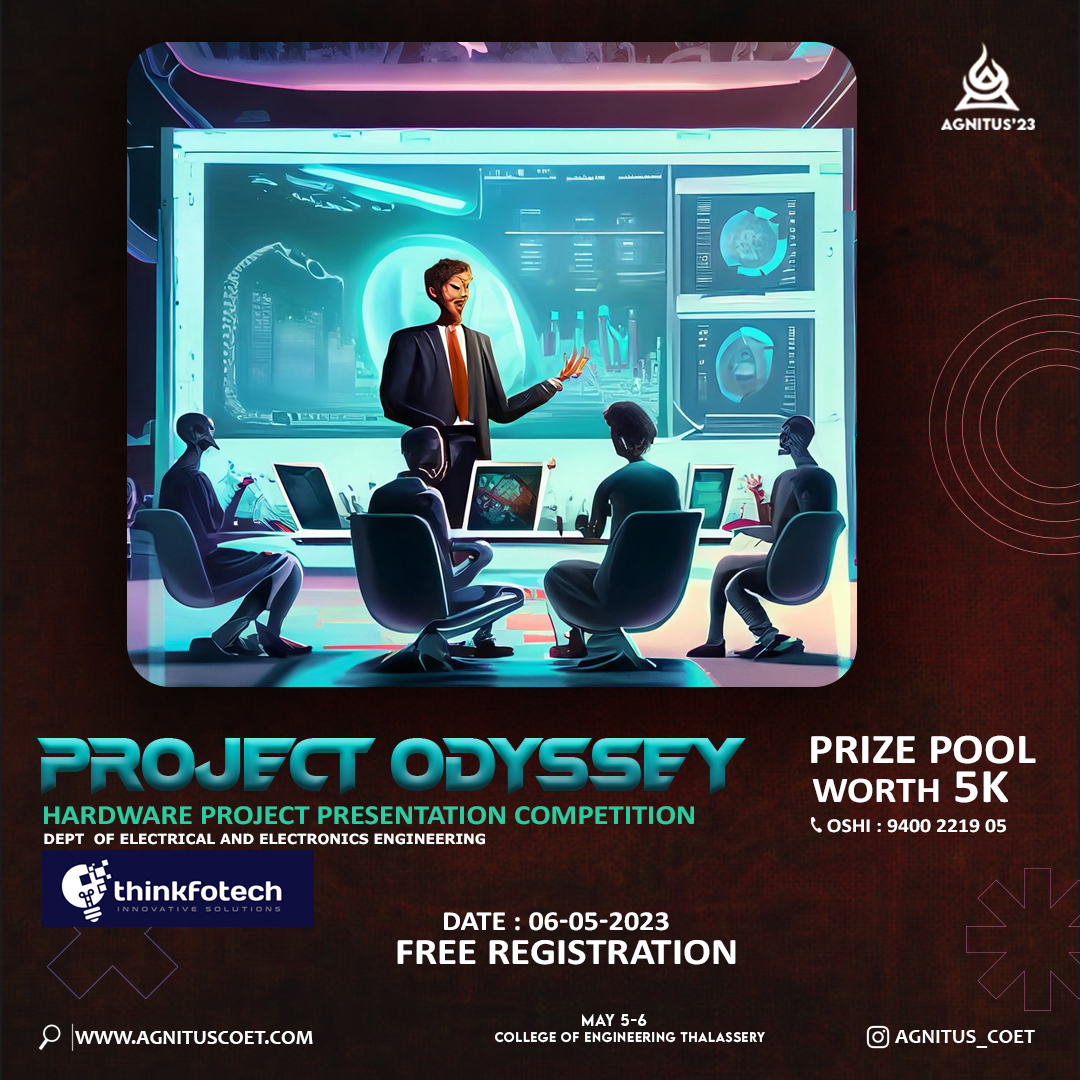 AGNITUS'23
PROJECT ODYSSEY
HARDWARE PROJECT PRESENTATION COMPETITION
DEPT OF ELECTRICAL AND ELECTRONICS ENGINEERING
thinkfotech
INNOVATIVE SOLUTIONS
PRIZE POOL
WORTH 5K
OSHI : 9400 2219 05
DATE : 06-05-2023
FREE REGISTRATION
WWW.AGNITUSCOET.COM
MAY 5-6
COLLEGE OF ENGINEERING THALASSERY
AGNITUS_COET